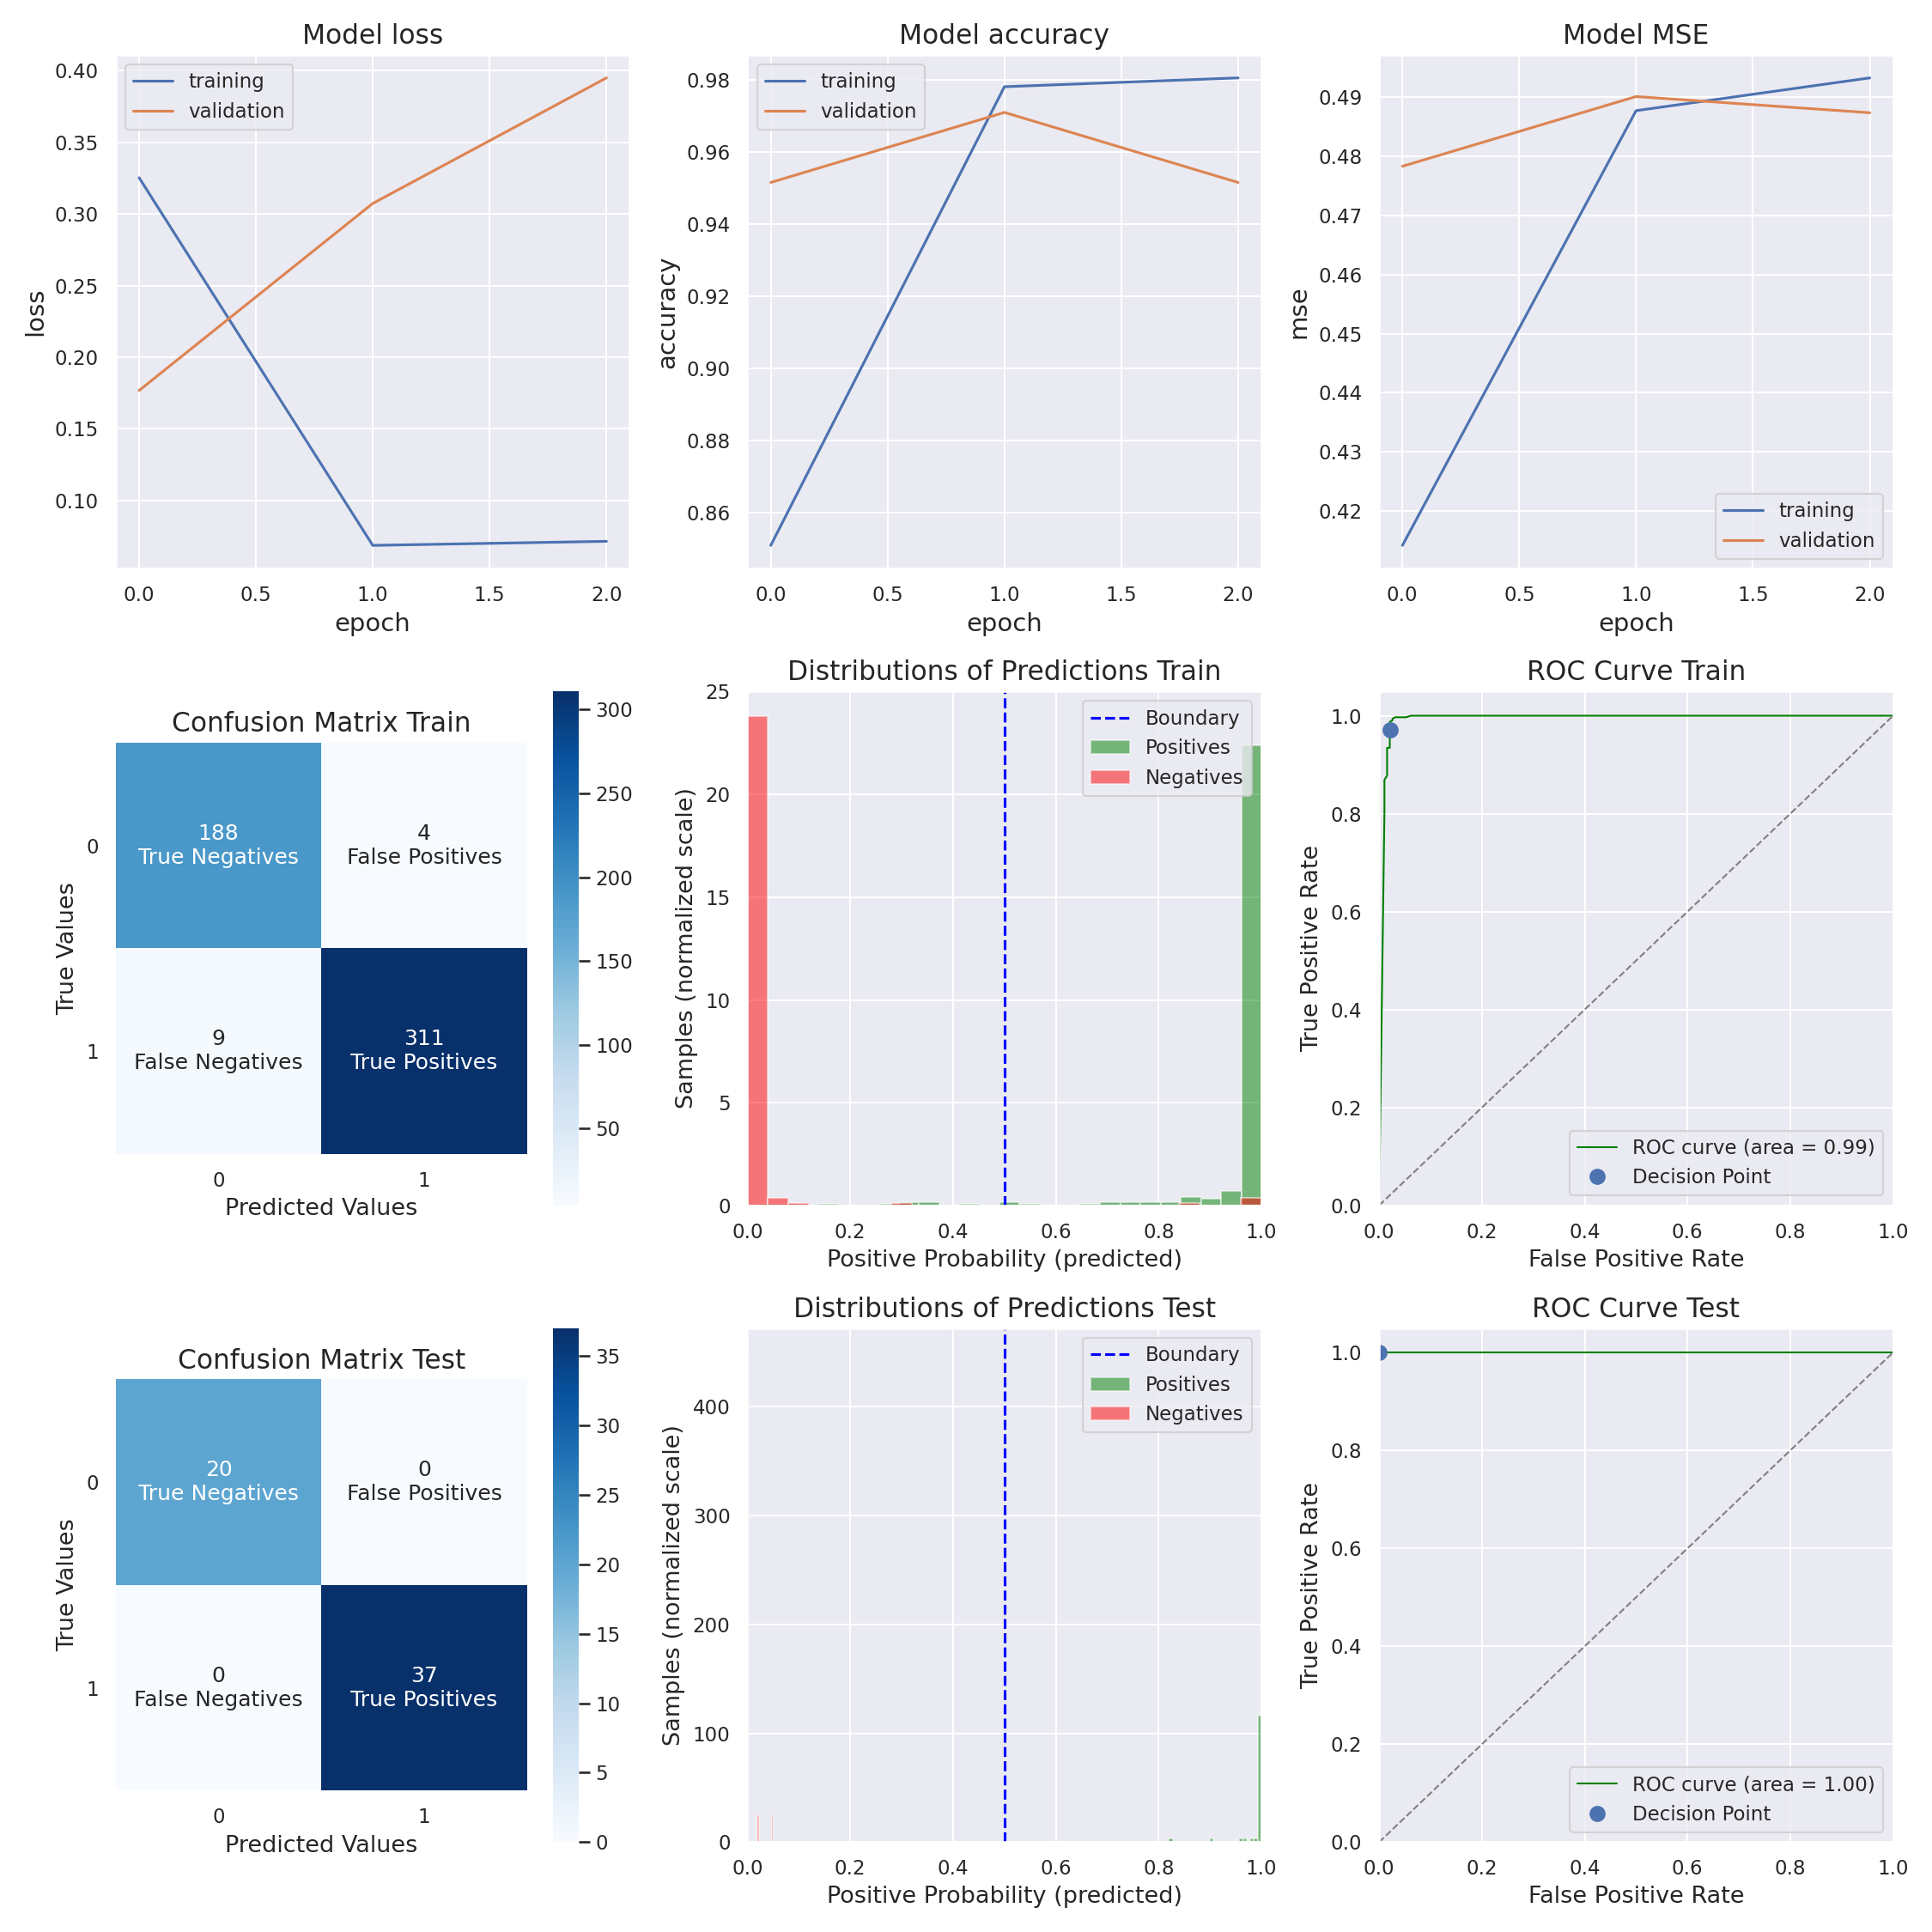 Model loss
0.40
0.35
0.30
0.25
0.20
0.15
0.10
loss
training
validation
0.0 0.5 1.0 1.5 2.0
epoch
Model accuracy
0.98
0.96
0.94
0.92
0.90
0.88
0.86
accuracy
training
validation
0.0 0.5 1.0 1.5 2.0
epoch
Model MSE
0.49
0.48
0.47
0.46
0.45
0.44
0.43
0.42
mse
training
validation
0.0 0.5 1.0 1.5 2.0
epoch
Confusion Matrix Train
True Values
0
1
188
True Negatives
4
False Positives
9
False Negatives
311
True Positives
0 1
Predicted Values
300
250
200
150
100
50
Distributions of Predictions Train
25
20
15
10
5
0
Samples (normalized scale)
Boundary
Positives
Negatives
0.0 0.2 0.4 0.6 0.8 1.0
Positive Probability (predicted)
ROC Curve Train
1.0
0.8
0.6
0.4
0.2
0.0
True Positive Rate
ROC curve (area = 0.99)
Decision Point
0.0 0.2 0.4 0.6 0.8 1.0
False Positive Rate
Confusion Matrix Test
True Values
0
1
20
True Negatives
0
False Positives
0
False Negatives
37
True Positives
0 1
Predicted Values
35
30
25
20
15
10
5
0
Distributions of Predictions Test
400
300
200
100
0
Samples (normalized scale)
Boundary
Positives
Negatives
0.0 0.2 0.4 0.6 0.8 1.0
Positive Probability (predicted)
ROC Curve Test
1.0
0.8
0.6
0.4
0.2
0.0
True Positive Rate
ROC curve (area = 1.00)
Decision Point
0.0 0.2 0.4 0.6 0.8 1.0
False Positive Rate